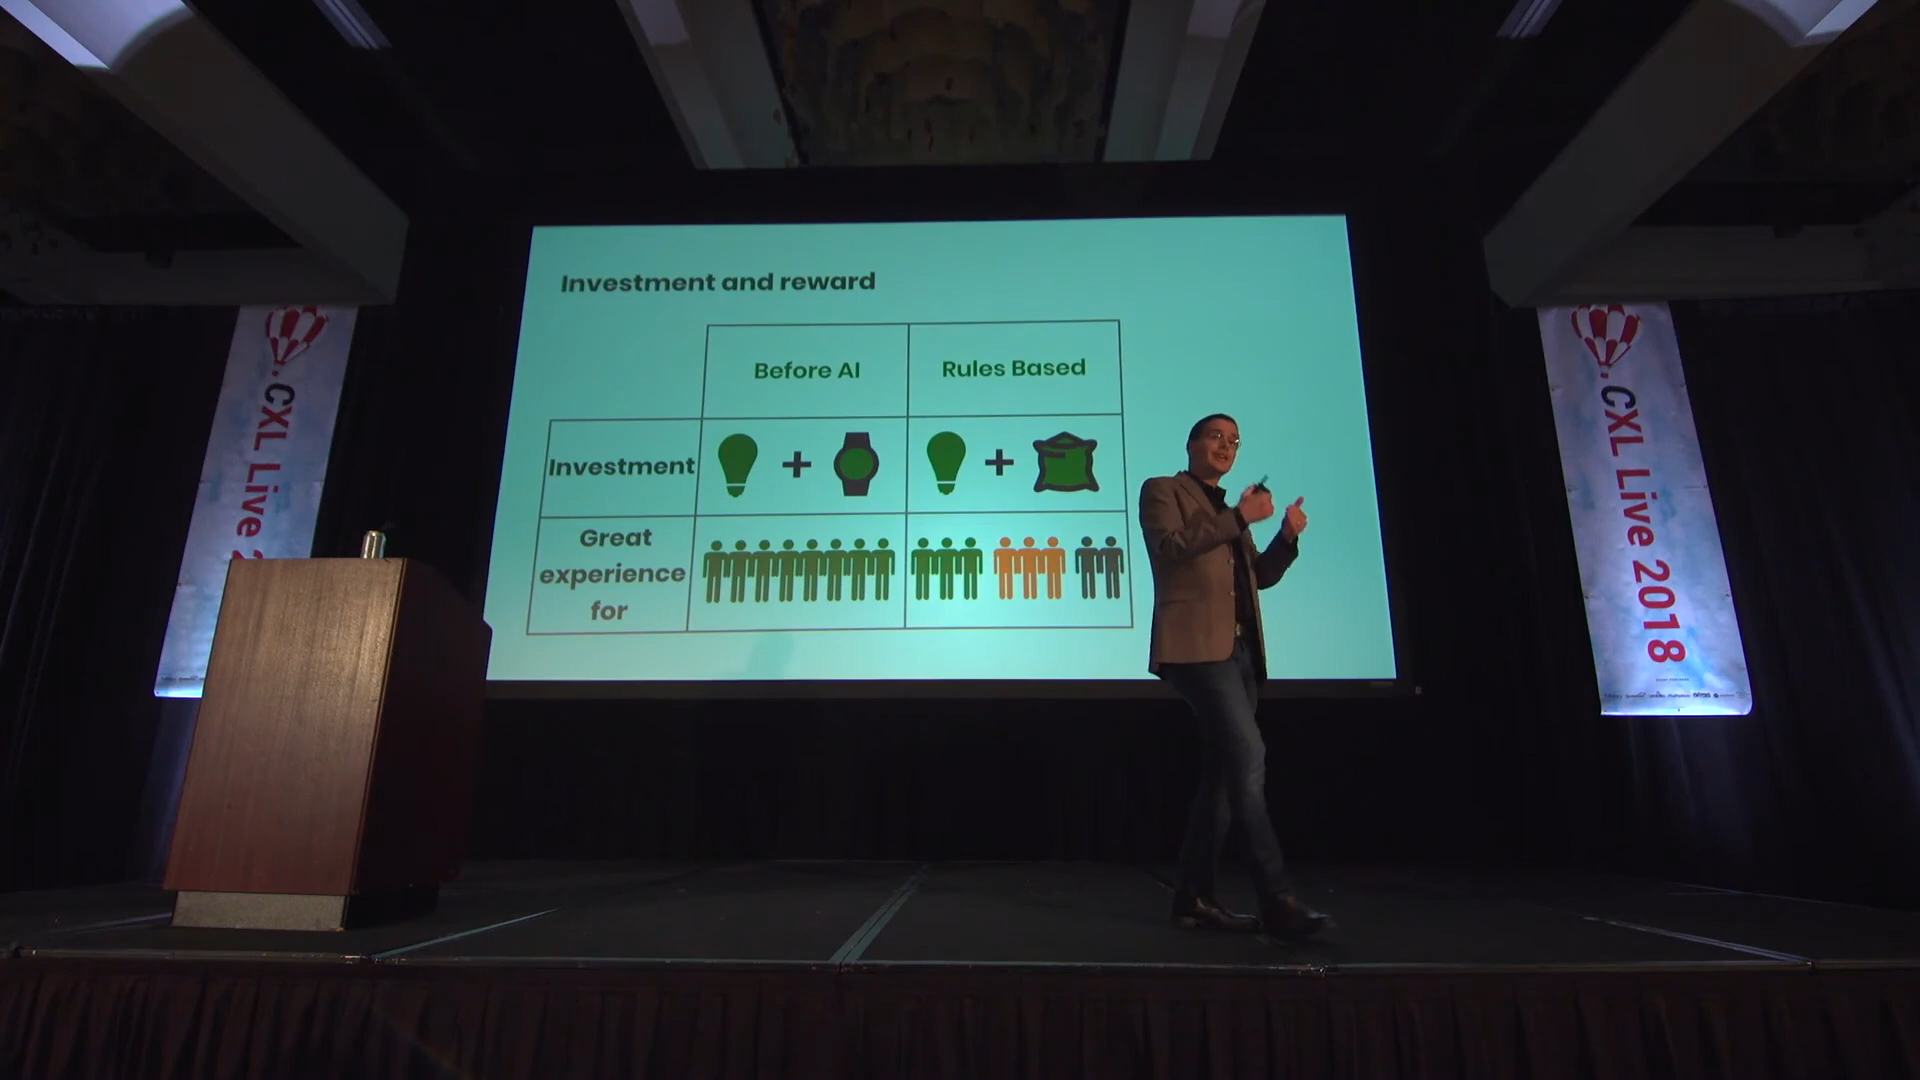 Investment and reward
Before AI
Rules Based
Investment
+
+
Great
experience
for
.CXL Live 2
.CXL Live 2018